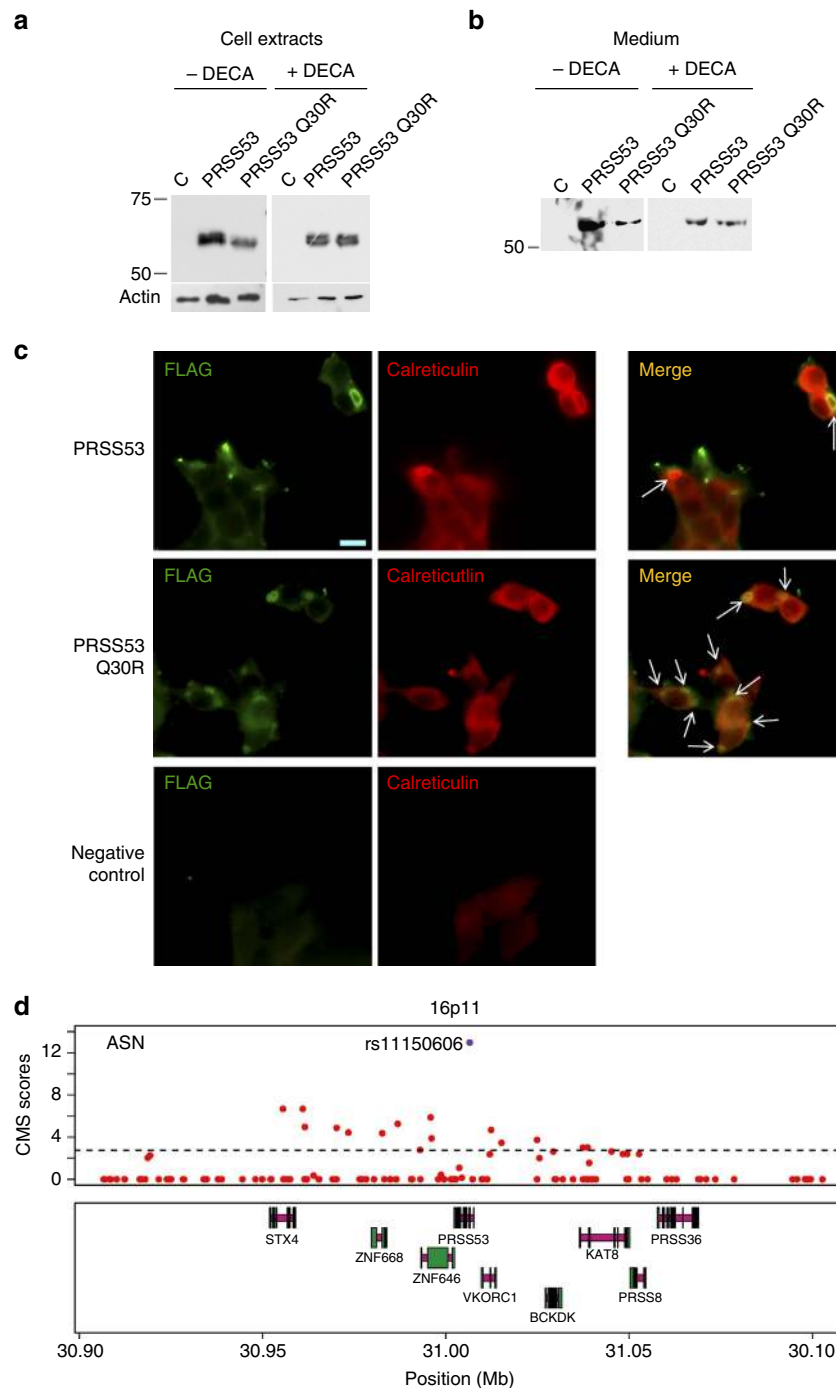 a
Cell extracts
– DECA
+ DECA
C
PRSS53
PRSS53 Q30R
C
PRSS53
PRSS53 Q30R
75
50
Actin
b
Medium
– DECA
+ DECA
C
PRSS53
PRSS53 Q30R
C
PRSS53
PRSS53 Q30R
50
c
FLAG
Calreticulin
Merge
PRSS53
FLAG
Calreticutlin
Merge
PRSS53
Q30R
FLAG
Calreticulin
Negative
control
d
16p11
ASN
rs11150606
12
8
4
0
CMS scores
STX4
ZNF668
PRSS53
ZNF646
VKORC1
BCKDK
KAT8
PRSS36
PRSS8
30.90
30.95
31.00
31.05
30.10
Position (Mb)